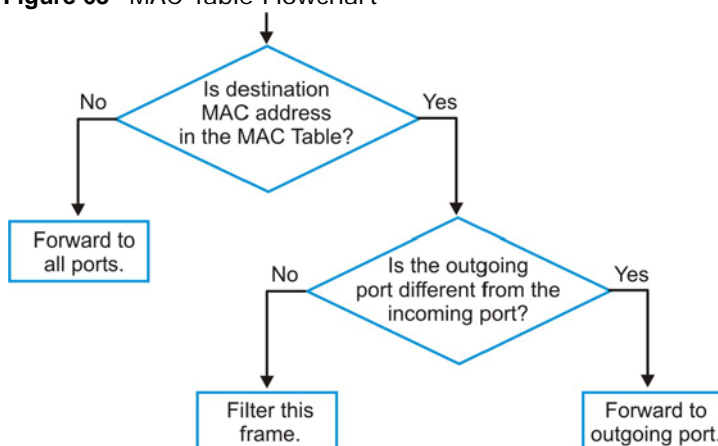 MAC Table Flowchart
Is destination
MAC address
in the MAC Table?
No
Yes
Forward to
all ports.
Is the outgoing
port different from the
incoming port?
No
Yes
Filter this
frame.
Forward to
outgoing port.